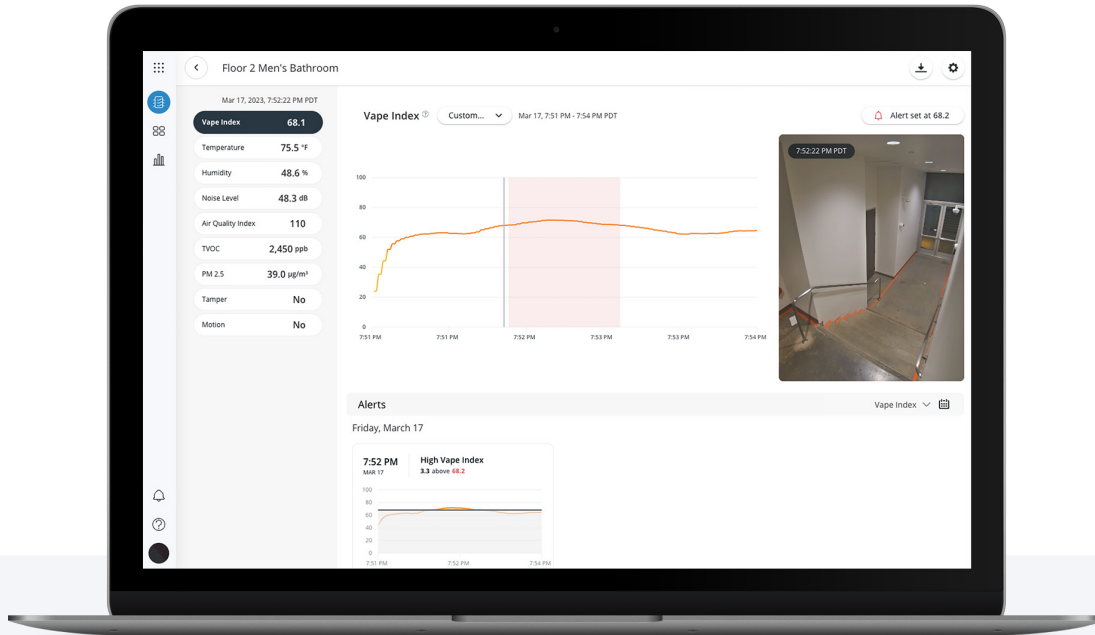 Floor 2 Men's Bathroom
Mar 17, 2023, 7:52:22 PM PDT
Vape Index 68.1
Temperature 75.5 °F
Humidity 48.6 %
Noise Level 48.3 dB
Air Quality Index 110
TVOC 2,450 ppb
PM 2.5 39.0 µg/m³
Tamper No
Motion No
Vape Index ? Custom... Mar 17, 7:51 PM - 7:54 PM PDT
Alert set at 68.2
100
80
60
40
20
0
7:51 PM 7:51 PM 7:52 PM 7:53 PM 7:53 PM 7:54 PM
7:52:22 PM PDT
Alerts
Vape Index
Friday, March 17
7:52 PM
MAR 17
High Vape Index
3.3 above 68.2
100
80
60
40
20
0
7:51 PM 7:52 PM 7:54 PM
?